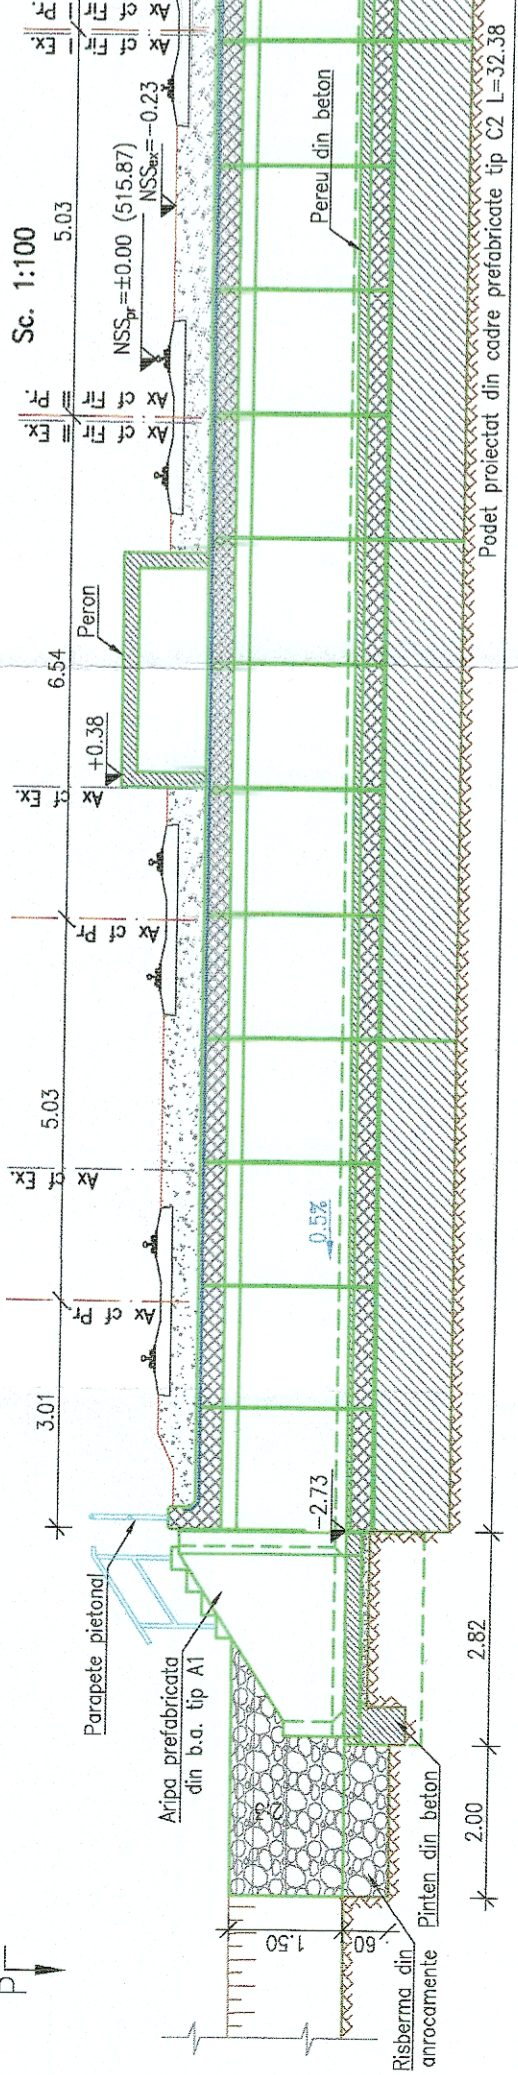 Sc. 1:100
3.01
5.03
6.54
5.03
Ax cf Pr.
Ax cf Ex.
Ax cf Pr.
Ax cf Ex.
Ax cf Fir II Ex.
Ax cf Fir III Pr.
Ax cf Fir I Ex.
Ax cf Fir
NSSpr=±0.00 (515.87)
NSSex=-0.23
+0.38
Peron
Parapete pietonal
Aripa prefabricata
din b.a. tip A1
-2.73
0.5%
Pereu din beton
1.50
.60
Risberma din
anrocamente
Pinten din beton
2.00
2.82
Podet proiectat din cadre prefabricate tip C2 L=32.38
P